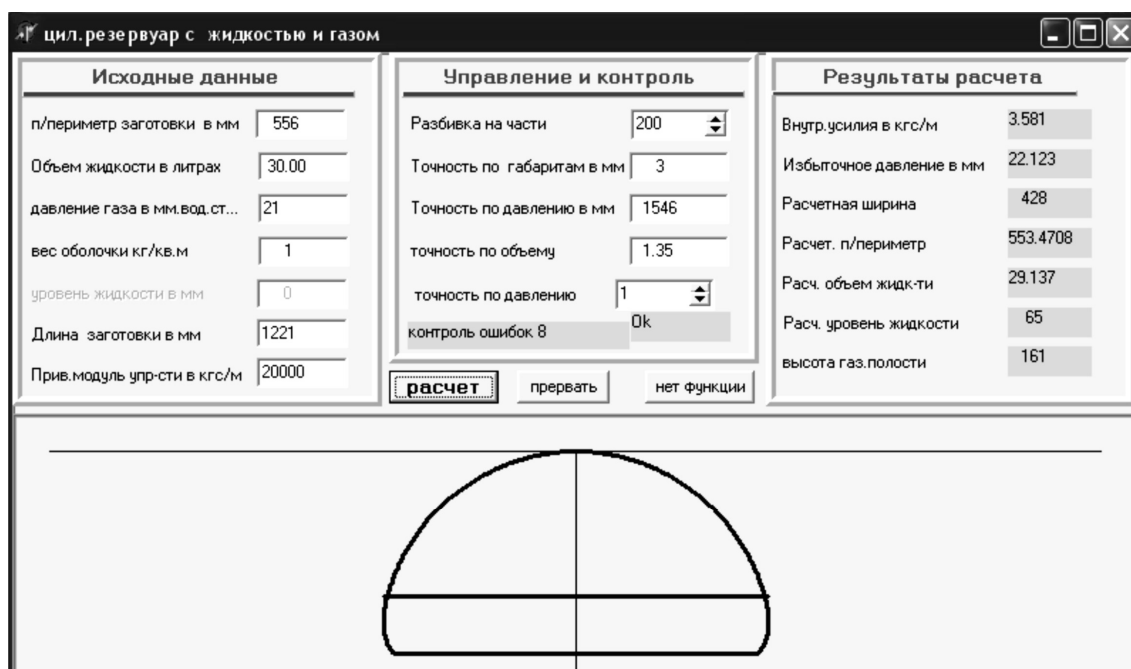 цил.резервуар с жидкостью и газом
Исходные данные
п/периметр заготовки в мм 556
Объем жидкости в литрах 30.00
давление газа в мм.вод.ст... 21
вес оболочки кг/кв.м 1
уровень жидкости в мм 0
Длина заготовки в мм 1221
Прив.модуль упр-сти в кгс/м 20000
Управление и контроль
Разбивка на части 200
Точность по габаритам в мм 3
Точность по давлению в мм 1546
точность по объему 1.35
точность по давлению 1
контроль ошибок 8 Ok
расчет прервать нет функции
Результаты расчета
Внутр.усилия в кгс/м 3.581
Избыточное давление в мм 22.123
Расчетная ширина 428
Расчет. п/периметр 553.4708
Расч. объем жидк-ти 29.137
Расч. уровень жидкости 65
высота газ.полости 161